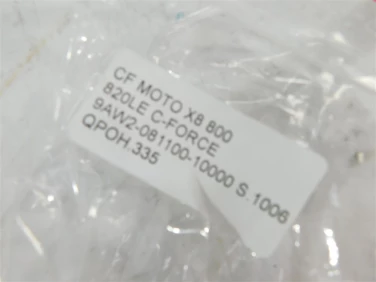 CF MOTO X8 800
820LE C-FORCE
9AW2-081100-10000 S.1006
QPOH.335